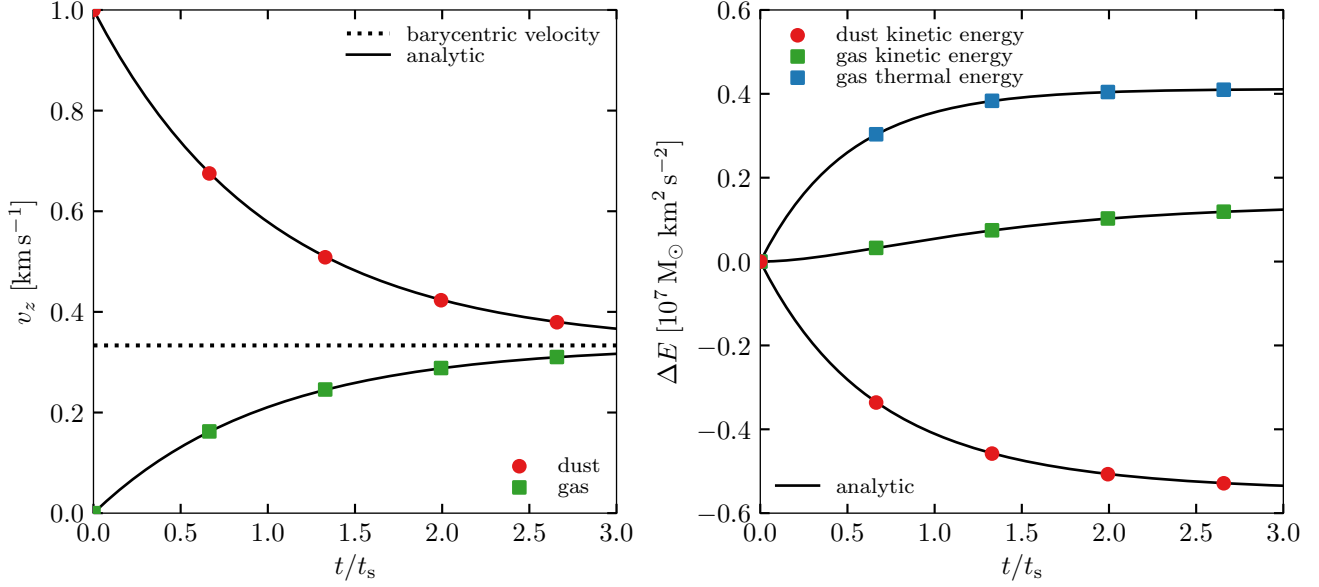 barycentric velocity
analytic
dust
gas
v_z [km s⁻¹]
1.0
0.8
0.6
0.4
0.2
0.0
0.0 0.5 1.0 1.5 2.0 2.5 3.0
t/t_s
dust kinetic energy
gas kinetic energy
gas thermal energy
analytic
ΔE [10⁷ M_⊙ km² s⁻²]
0.6
0.4
0.2
0.0
−0.2
−0.4
−0.6
0.0 0.5 1.0 1.5 2.0 2.5 3.0
t/t_s